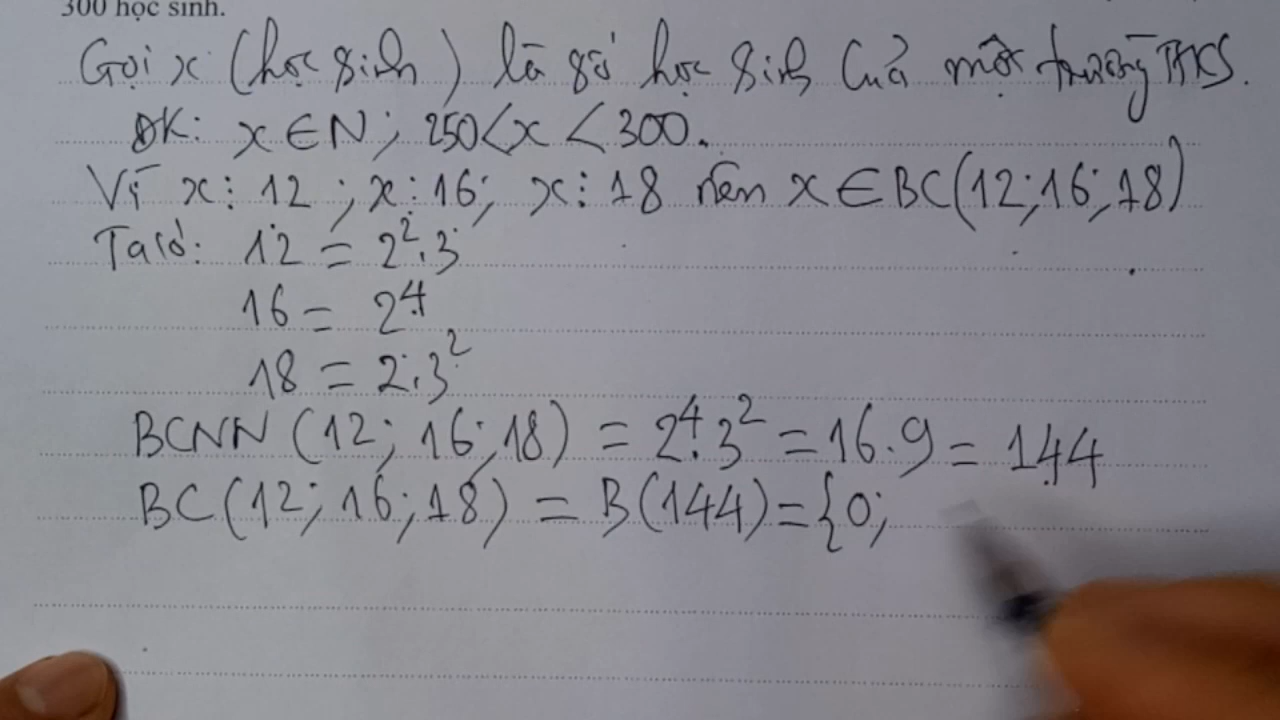 300 học sinh.
Gọi x (học sinh) là số học sinh của một trường THCS.
ĐK: x ∈ N; 250 < x < 300.
Vì x ⋮ 12 ; x ⋮ 16; x ⋮ 18 nên x ∈ BC(12;16;18)
Ta có: 12 = 2².3
16 = 2⁴
18 = 2.3²
BCNN (12; 16; 18) = 2⁴.3² = 16.9 = 144
BC(12; 16; 18) = B(144) = {0;